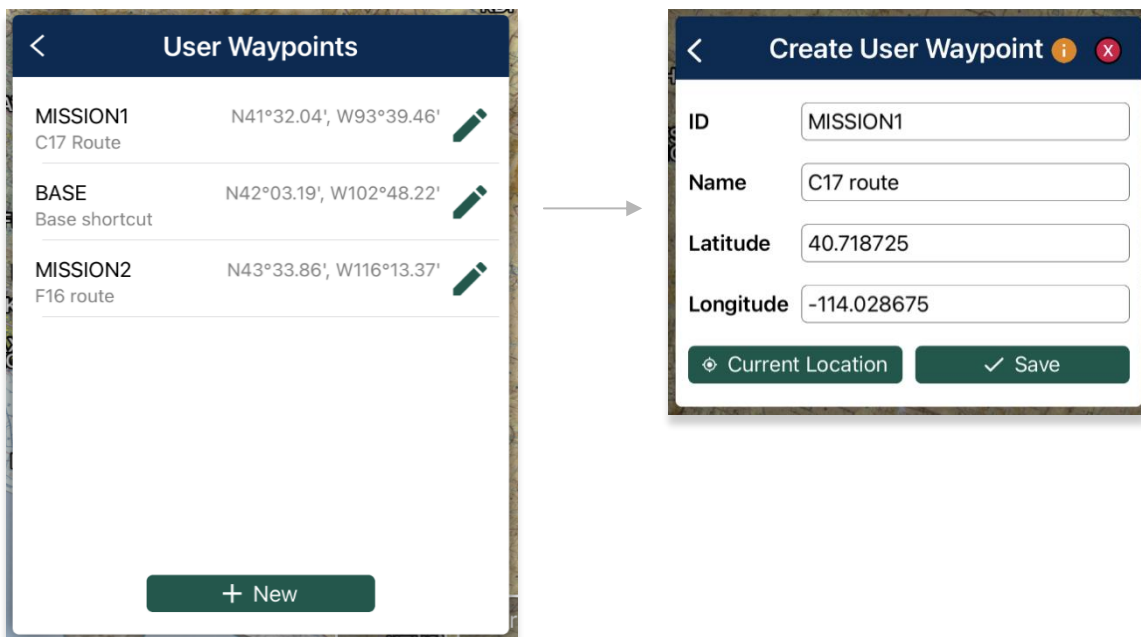 User Waypoints
MISSION1 N41°32.04', W93°39.46'
C17 Route
BASE N42°03.19', W102°48.22'
Base shortcut
MISSION2 N43°33.86', W116°13.37'
F16 route
+ New
Create User Waypoint i X
ID MISSION1
Name C17 route
Latitude 40.718725
Longitude -114.028675
Current Location
Save